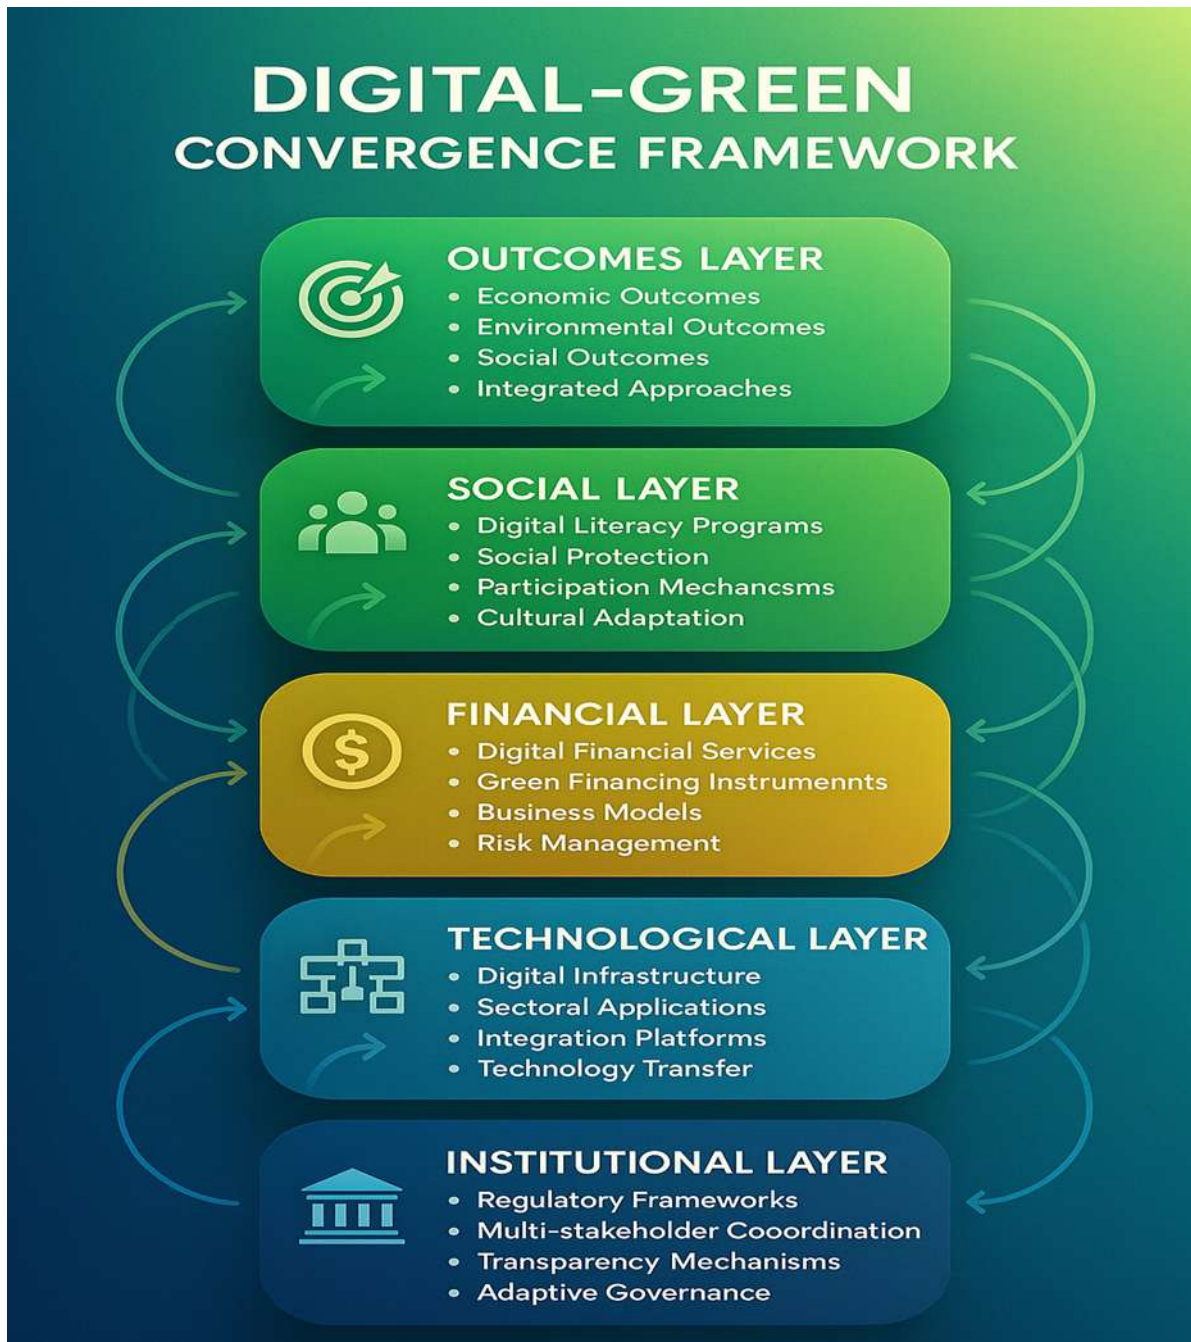 DIGITAL-GREEN
CONVERGENCE FRAMEWORK
OUTCOMES LAYER
• Economic Outcomes
• Environmental Outcomes
• Social Outcomes
• Integrated Approaches
SOCIAL LAYER
• Digital Literacy Programs
• Social Protection
• Participation Mechancsms
• Cultural Adaptation
FINANCIAL LAYER
$
• Digital Financial Services
• Green Financing Instrumennts
• Business Models
• Risk Management
TECHNOLOGICAL LAYER
• Digital Infrastructure
• Sectoral Applications
• Integration Platforms
• Technology Transfer
INSTITUTIONAL LAYER
• Regulatory Frameworks
• Multi-stakeholder Cooordination
• Transparency Mechanisms
• Adaptive Governance